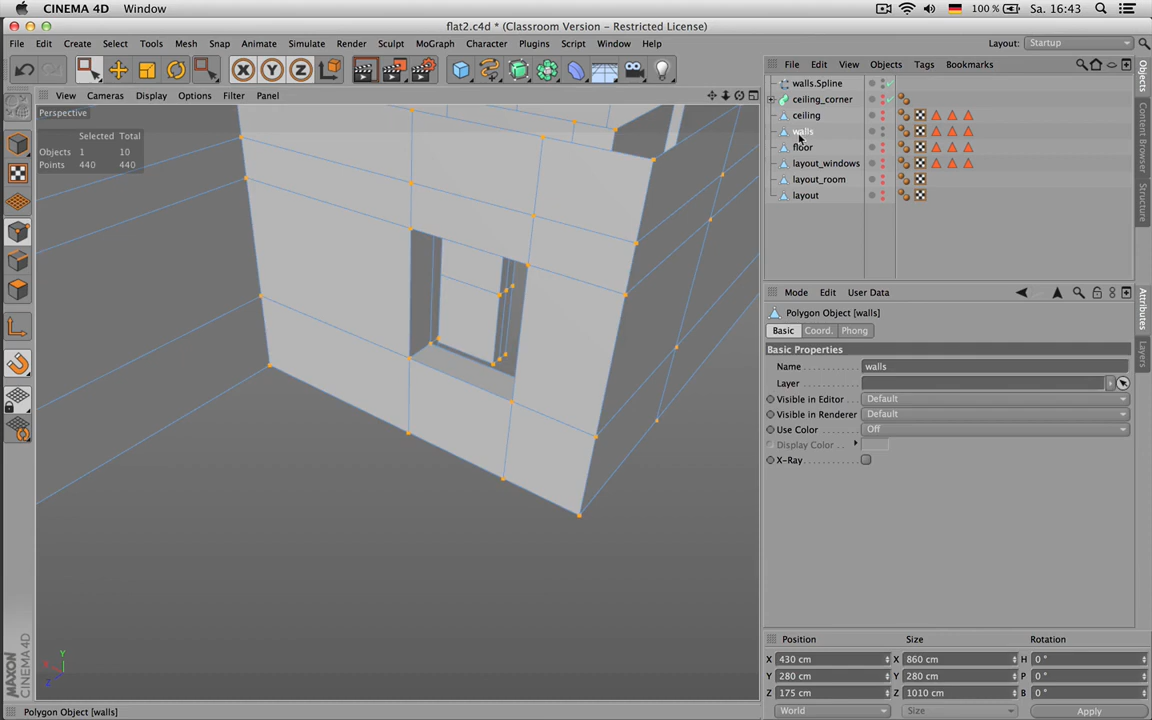 CINEMA 4D Window 100 % Sa. 16:43
flat2.c4d * (Classroom Version - Restricted License)
File Edit Create Select Tools Mesh Snap Animate Simulate Render Sculpt MoGraph Character Plugins Script Window Help Layout: Startup
X Y Z
File Edit View Objects Tags Bookmarks
View Cameras Display Options Filter Panel
Perspective
Selected Total
Objects 1 10
Points 440 440
walls.Spline
ceiling_corner
ceiling
walls
floor
layout_windows
layout_room
layout
Objects
Content Browser
Structure
Mode Edit User Data
Polygon Object [walls]
Basic Coord. Phong
Basic Properties
Name walls
Layer
Visible in Editor Default
Visible in Renderer Default
Use Color Off
Display Color
X-Ray
Attributes
Layers
Position Size Rotation
X 430 cm X 860 cm H 0 °
Y 280 cm Y 280 cm P 0 °
Z 175 cm Z 1010 cm B 0 °
World Size Apply
Y
X
Z
MAXON
CINEMA 4D
Polygon Object [walls]